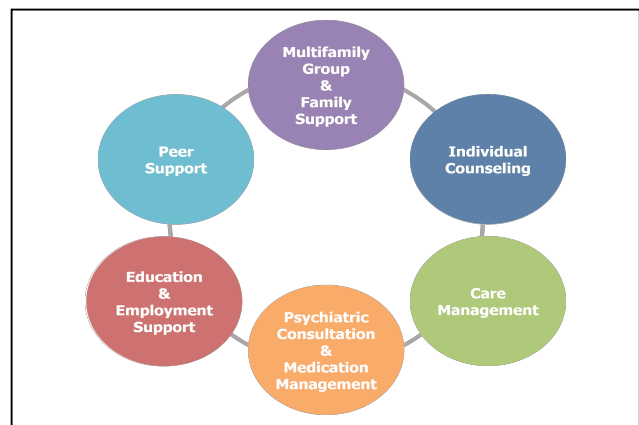 Multifamily
Group
&
Family
Support
Individual
Counseling
Care
Management
Psychiatric
Consultation
&
Medication
Management
Education
&
Employment
Support
Peer
Support